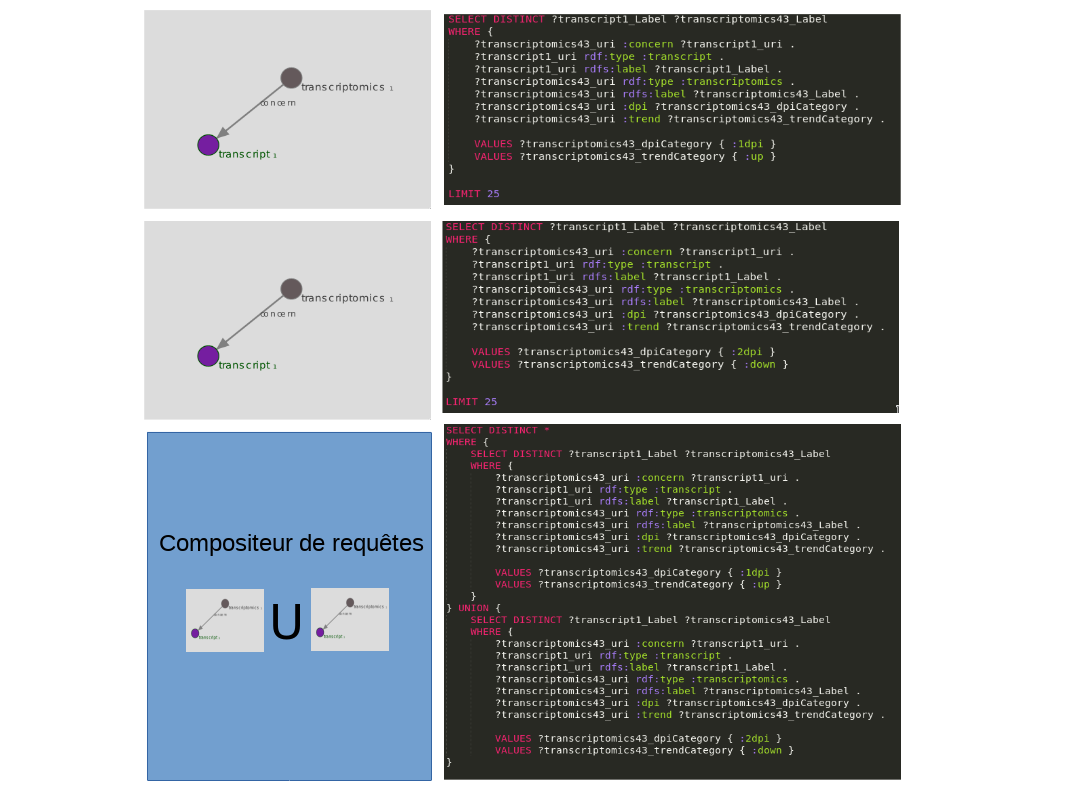 transcriptomics 1
concern
transcript 1
SELECT DISTINCT ?transcript1_Label ?transcriptomics43_Label
WHERE {
?transcriptomics43_uri :concern ?transcript1_uri .
?transcript1_uri rdf:type :transcript .
?transcript1_uri rdfs:label ?transcript1_Label .
?transcriptomics43_uri rdf:type :transcriptomics .
?transcriptomics43_uri rdfs:label ?transcriptomics43_Label .
?transcriptomics43_uri :dpi ?transcriptomics43_dpiCategory .
?transcriptomics43_uri :trend ?transcriptomics43_trendCategory .
VALUES ?transcriptomics43_dpiCategory { :1dpi }
VALUES ?transcriptomics43_trendCategory { :up }
}
LIMIT 25
transcriptomics 1
concern
transcript 1
SELECT DISTINCT ?transcript1_Label ?transcriptomics43_Label
WHERE {
?transcriptomics43_uri :concern ?transcript1_uri .
?transcript1_uri rdf:type :transcript .
?transcript1_uri rdfs:label ?transcript1_Label .
?transcriptomics43_uri rdf:type :transcriptomics .
?transcriptomics43_uri rdfs:label ?transcriptomics43_Label .
?transcriptomics43_uri :dpi ?transcriptomics43_dpiCategory .
?transcriptomics43_uri :trend ?transcriptomics43_trendCategory .
VALUES ?transcriptomics43_dpiCategory { :2dpi }
VALUES ?transcriptomics43_trendCategory { :down }
}
LIMIT 25
Compositeur de requêtes
transcriptomics 1
concern
transcript 1
U
transcriptomics 1
concern
transcript 1
SELECT DISTINCT *
WHERE {
SELECT DISTINCT ?transcript1_Label ?transcriptomics43_Label
WHERE {
?transcriptomics43_uri :concern ?transcript1_uri .
?transcript1_uri rdf:type :transcript .
?transcript1_uri rdfs:label ?transcript1_Label .
?transcriptomics43_uri rdf:type :transcriptomics .
?transcriptomics43_uri rdfs:label ?transcriptomics43_Label .
?transcriptomics43_uri :dpi ?transcriptomics43_dpiCategory .
?transcriptomics43_uri :trend ?transcriptomics43_trendCategory .
VALUES ?transcriptomics43_dpiCategory { :1dpi }
VALUES ?transcriptomics43_trendCategory { :up }
}
} UNION {
SELECT DISTINCT ?transcript1_Label ?transcriptomics43_Label
WHERE {
?transcriptomics43_uri :concern ?transcript1_uri .
?transcript1_uri rdf:type :transcript .
?transcript1_uri rdfs:label ?transcript1_Label .
?transcriptomics43_uri rdf:type :transcriptomics .
?transcriptomics43_uri rdfs:label ?transcriptomics43_Label .
?transcriptomics43_uri :dpi ?transcriptomics43_dpiCategory .
?transcriptomics43_uri :trend ?transcriptomics43_trendCategory .
VALUES ?transcriptomics43_dpiCategory { :2dpi }
VALUES ?transcriptomics43_trendCategory { :down }
}